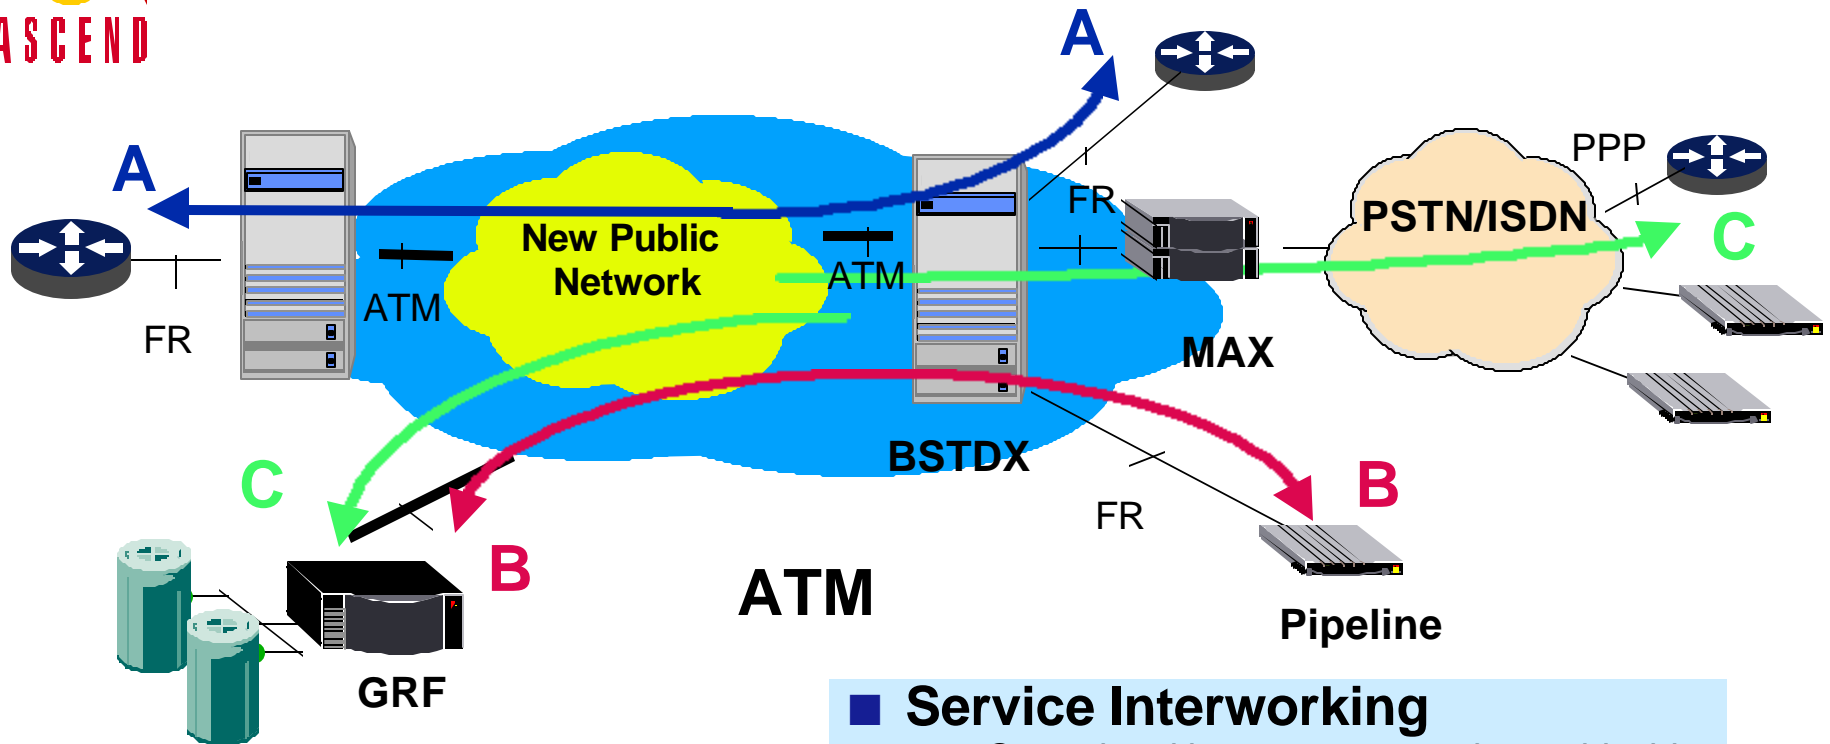 ASCEND
A
A
PPP
FR
PSTN/ISDN
C
New Public
Network
ATM
ATM
FR
MAX
BSTDX
C
B
FR
B
ATM
Pipeline
GRF
Service Interworking